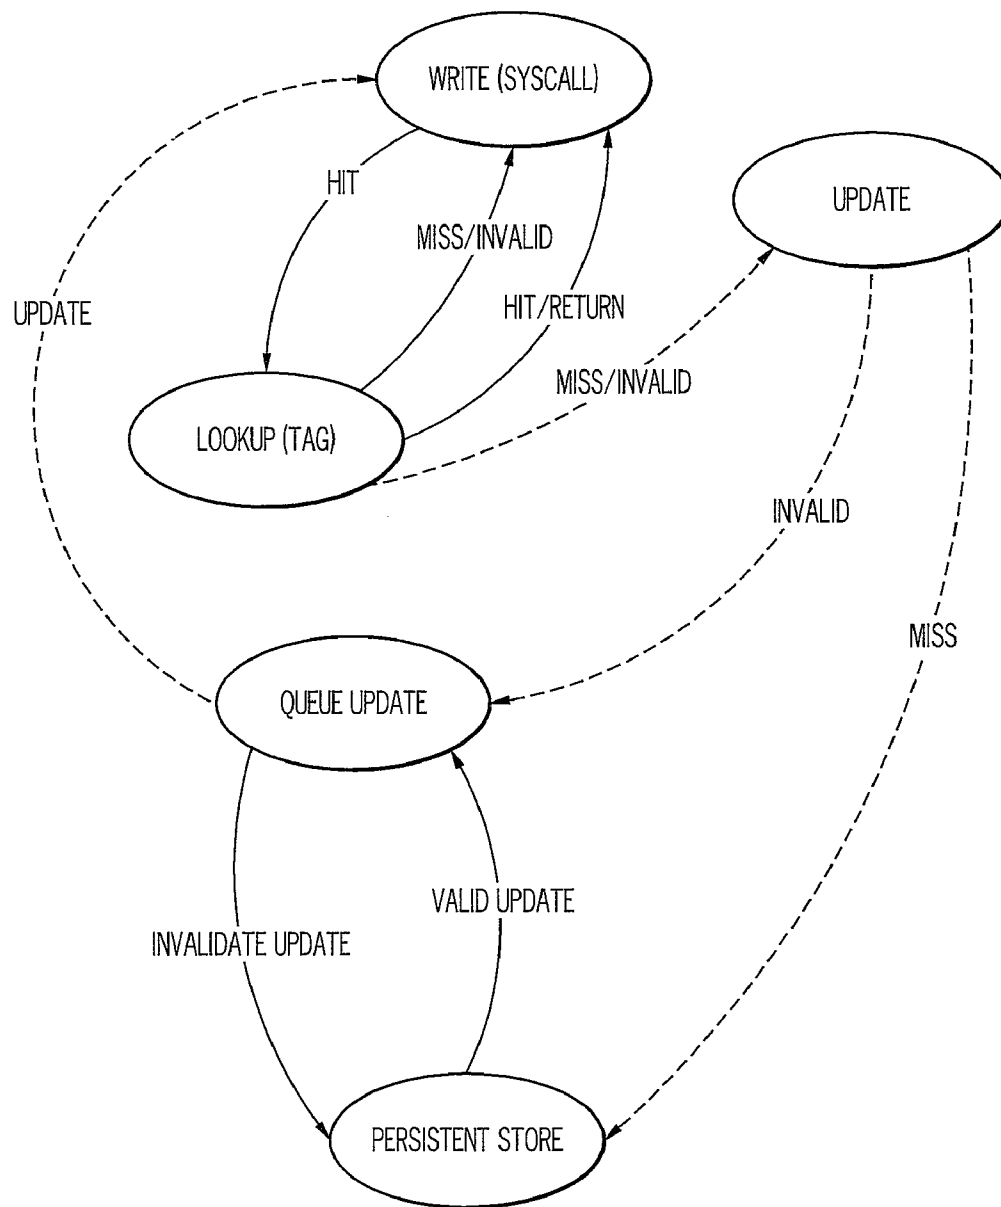 WRITE (SYSCALL)
HIT
UPDATE
MISS/INVALID
UPDATE
HIT/RETURN
MISS/INVALID
LOOKUP (TAG)
INVALID
MISS
QUEUE UPDATE
VALID UPDATE
INVALIDATE UPDATE
PERSISTENT STORE